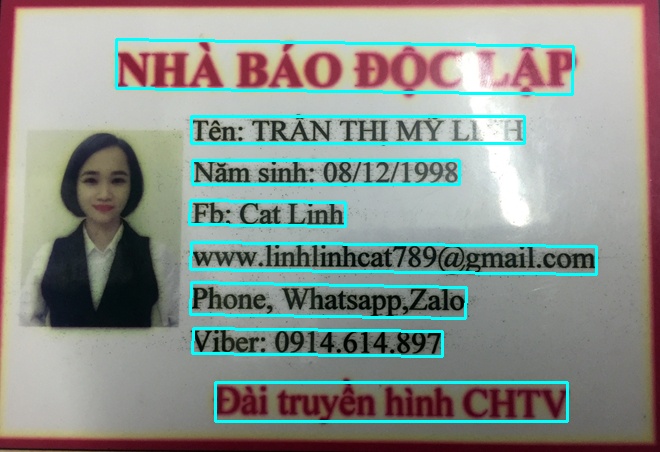 NHÀ BÁO ĐỘC LẬP
Tên: TRẦN THỊ MỸ LINH
Năm sinh: 08/12/1998
Fb: Cat Linh
www.linhlinhcat789@gmail.com
Phone, Whatsapp,Zalo
Viber: 0914.614.897
Đài truyền hình CHTV